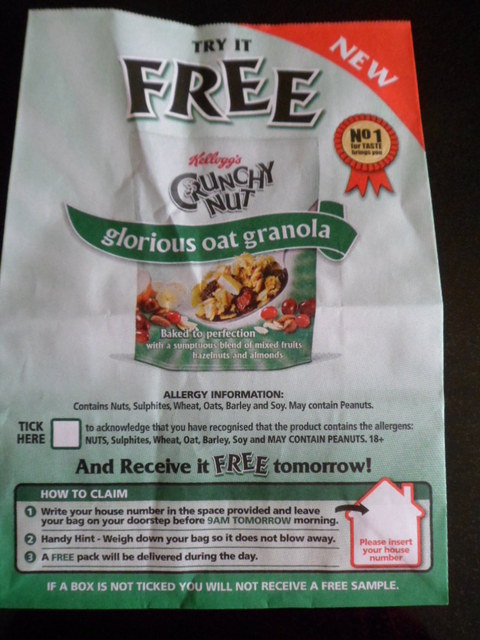 TRY IT
NEW
FREE
No 1
for TASTE
brings you
Kellogg's
CRUNCHY
NUT
glorious oat granola
Baked to perfection
with a sumptuous blend of mixed fruits
hazelnuts and almonds
ALLERGY INFORMATION:
Contains Nuts, Sulphites, Wheat, Oats, Barley and Soy. May contain Peanuts.
TICK HERE
to acknowledge that you have recognised that the product contains the allergens:
NUTS, Sulphites, Wheat, Oat, Barley, Soy and MAY CONTAIN PEANUTS. 18+
And Receive it FREE tomorrow!
HOW TO CLAIM
1 Write your house number in the space provided and leave
your bag on your doorstep before 9AM TOMORROW morning.
2 Handy Hint - Weigh down your bag so it does not blow away.
3 A FREE pack will be delivered during the day.
Please insert
your house
number
IF A BOX IS NOT TICKED YOU WILL NOT RECEIVE A FREE SAMPLE.